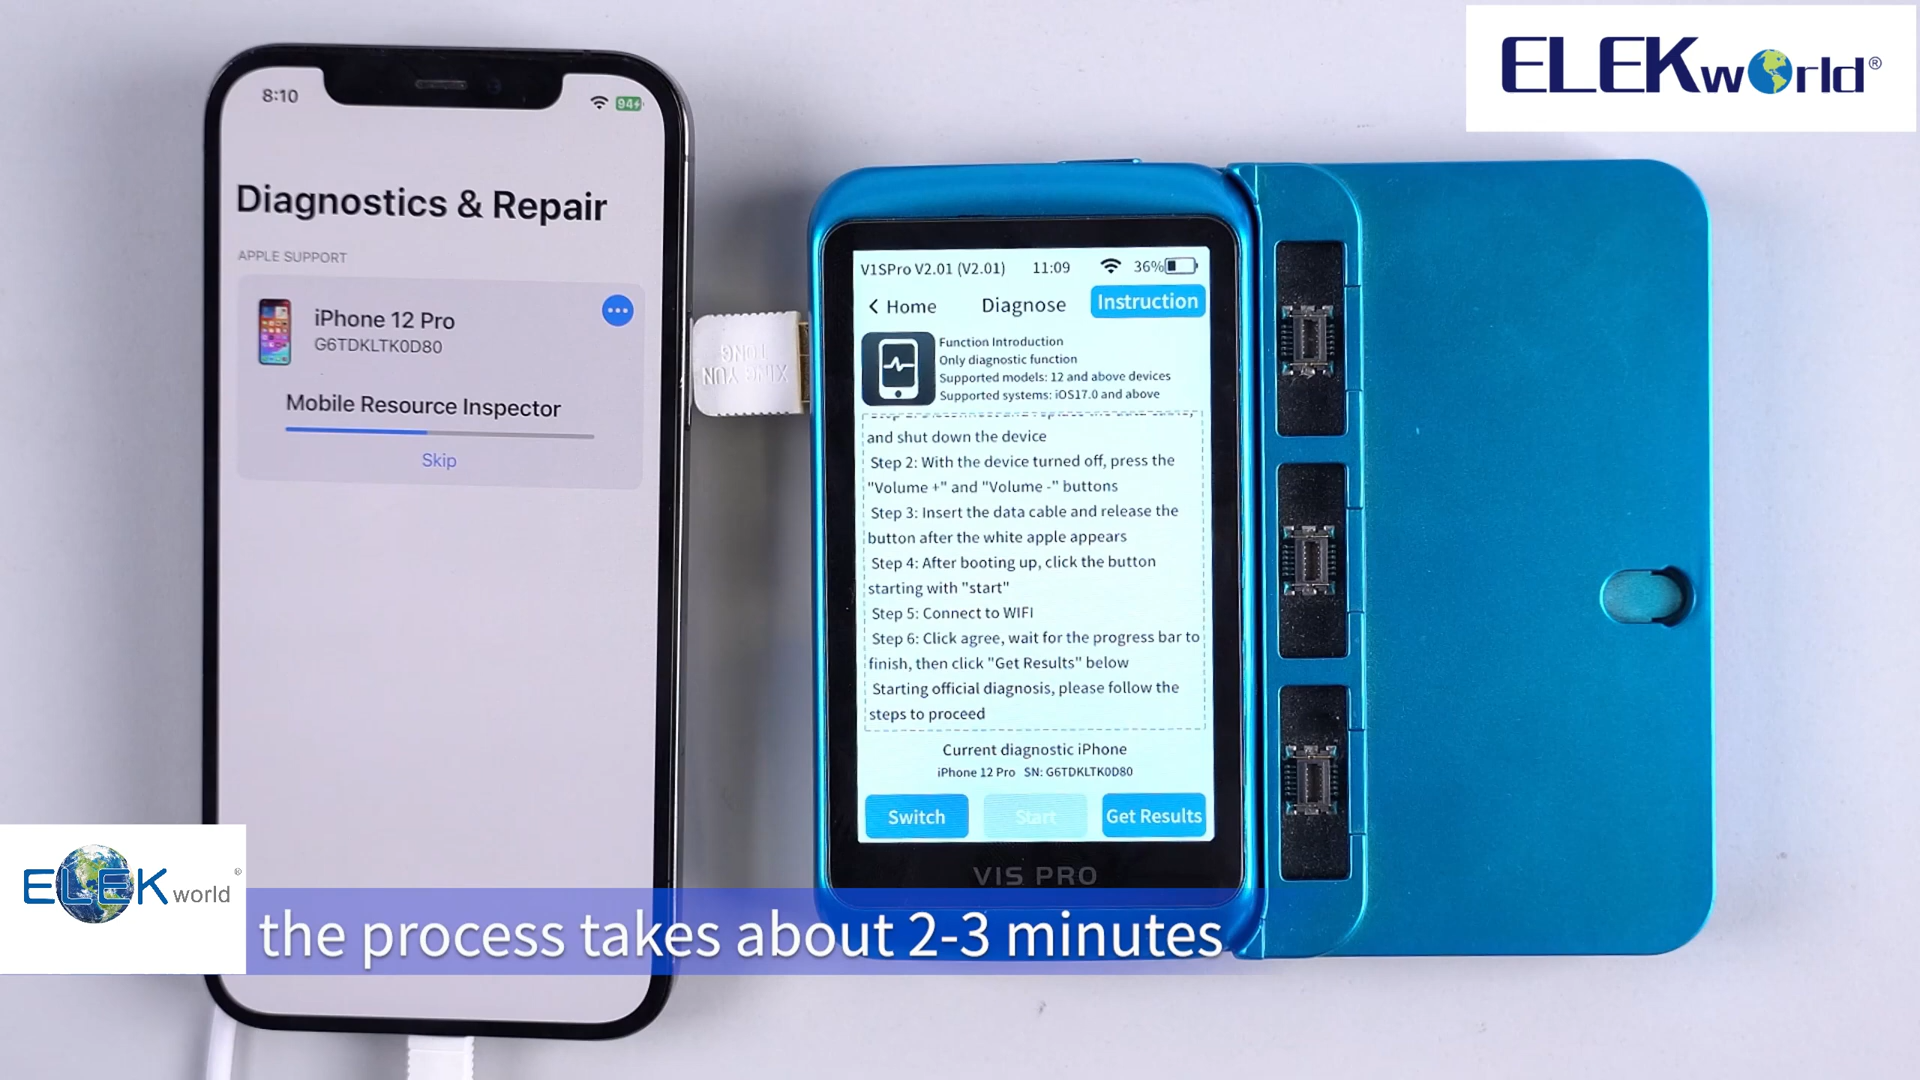 ELEKworld®
8:10
94
Diagnostics & Repair
APPLE SUPPORT
iPhone 12 Pro
G6TDKLTK0D80
Mobile Resource Inspector
Skip
XING YUN
TONG
V1SPro V2.01 (V2.01) 11:09 36%
< Home Diagnose Instruction
Function Introduction
Only diagnostic function
Supported models: 12 and above devices
Supported systems: iOS17.0 and above
and shut down the device
Step 2: With the device turned off, press the
"Volume +" and "Volume -" buttons
Step 3: Insert the data cable and release the
button after the white apple appears
Step 4: After booting up, click the button
starting with "start"
Step 5: Connect to WIFI
Step 6: Click agree, wait for the progress bar to
finish, then click "Get Results" below
Starting official diagnosis, please follow the
steps to proceed
Current diagnostic iPhone
iPhone 12 Pro SN: G6TDKLTK0D80
Switch Start Get Results
VIS PRO
ELEK world®
the process takes about 2-3 minutes